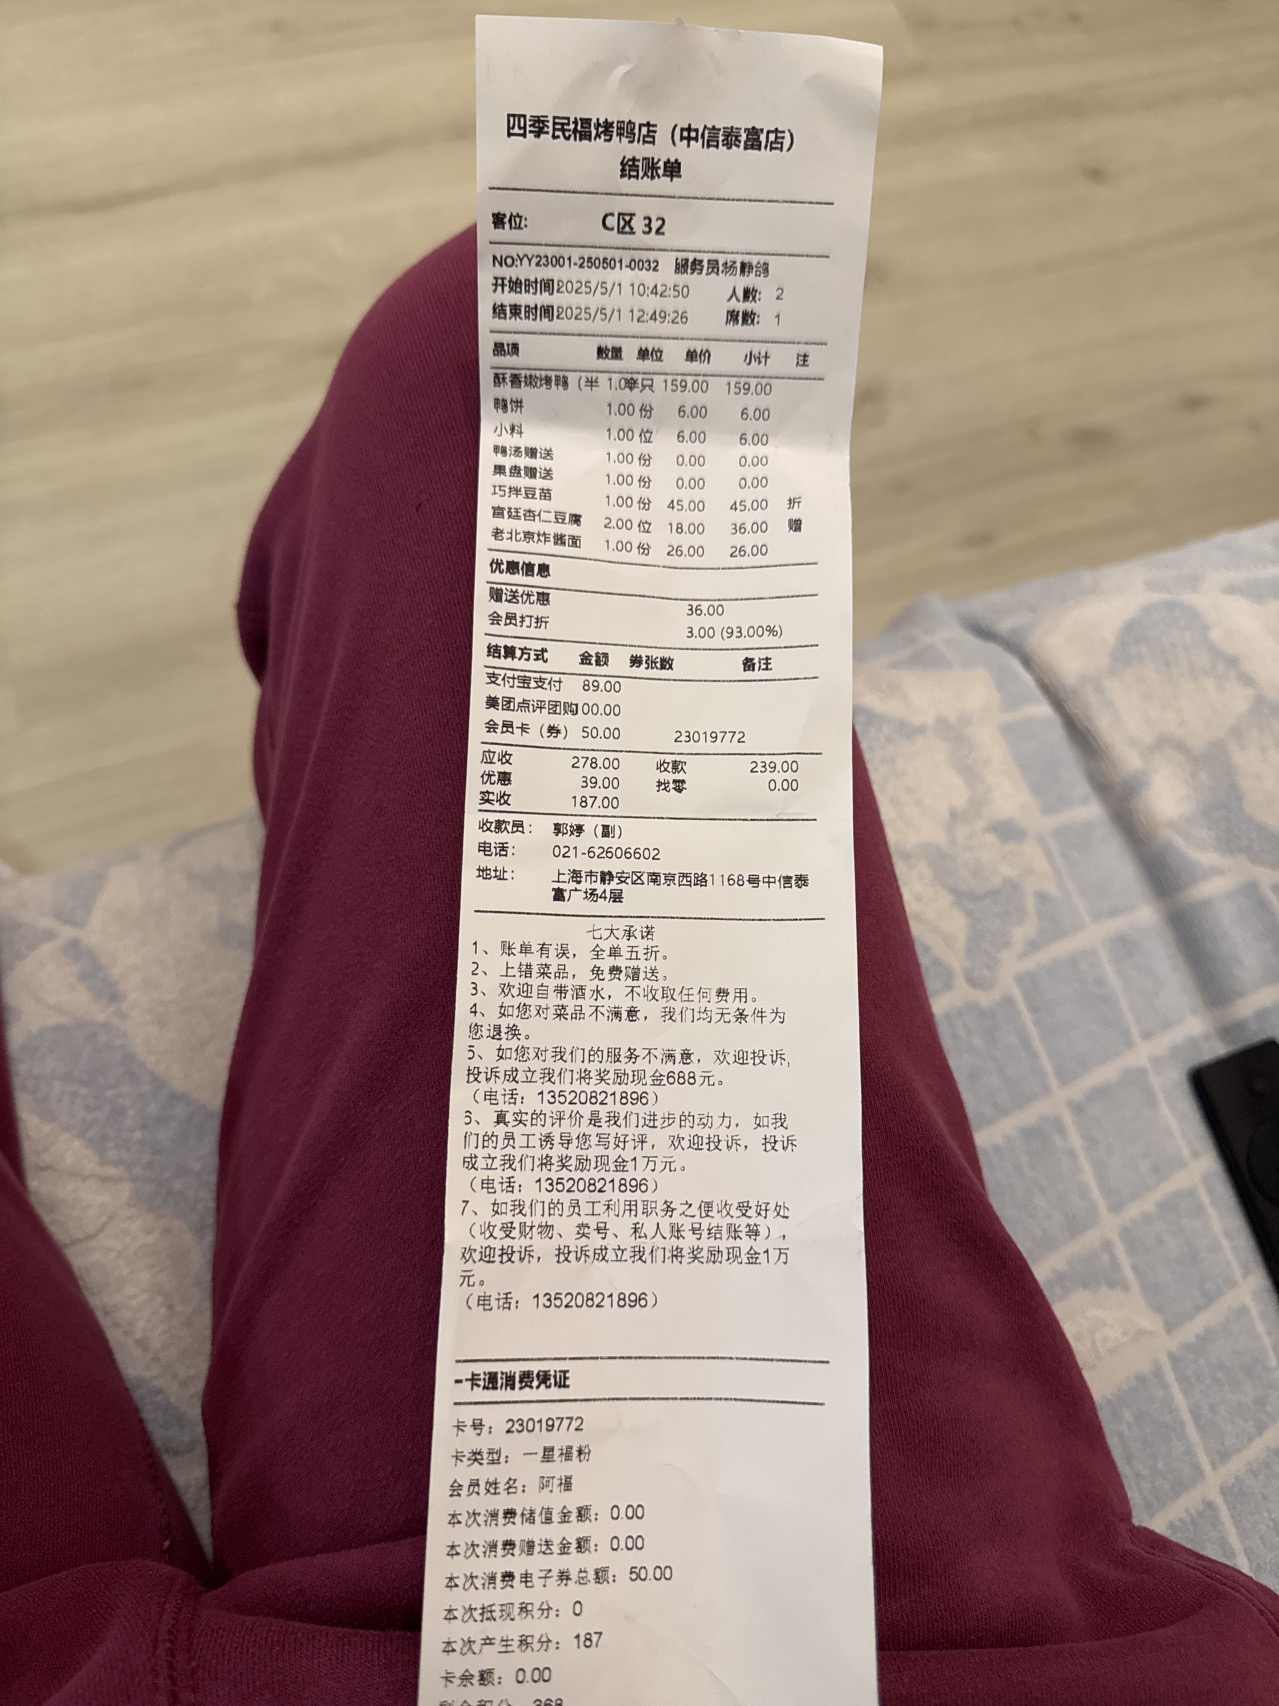 四季民福烤鸭店（中信泰富店）
结账单
客位: C区 32
NO:YY23001-250501-0032 服务员杨静鸽
开始时间2025/5/1 10:42:50 人数: 2
结束时间2025/5/1 12:49:26 席数: 1
品项 数量 单位 单价 小计 注
酥香嫩烤鸭（半 1.0 半只 159.00 159.00
鸭饼 1.00 份 6.00 6.00
小料 1.00 位 6.00 6.00
鸭汤赠送 1.00 份 0.00 0.00
果盘赠送 1.00 份 0.00 0.00
巧拌豆苗 1.00 份 45.00 45.00 折
宫廷杏仁豆腐 2.00 位 18.00 36.00 赠
老北京炸酱面 1.00 份 26.00 26.00
优惠信息
赠送优惠 36.00
会员打折 3.00 (93.00%)
结算方式 金额 券张数 备注
支付宝支付 89.00
美团点评团购00.00
会员卡（券） 50.00 23019772
应收 278.00 收款 239.00
优惠 39.00 找零 0.00
实收 187.00
收款员: 郭婷（副）
电话: 021-62606602
地址: 上海市静安区南京西路1168号中信泰
富广场4层
七大承诺
1、账单有误，全单五折。
2、上错菜品，免费赠送。
3、欢迎自带酒水，不收取任何费用。
4、如您对菜品不满意，我们均无条件为
您退换。
5、如您对我们的服务不满意，欢迎投诉，
投诉成立我们将奖励现金688元。
（电话：13520821896）
6、真实的评价是我们进步的动力，如我
们的员工诱导您写好评，欢迎投诉，投诉
成立我们将奖励现金1万元。
（电话：13520821896）
7、如我们的员工利用职务之便收受好处
（收受财物、卖号、私人账号结账等），
欢迎投诉，投诉成立我们将奖励现金1万
元。
（电话：13520821896）
一卡通消费凭证
卡号：23019772
卡类型：一星福粉
会员姓名：阿福
本次消费储值金额：0.00
本次消费赠送金额：0.00
本次消费电子券总额：50.00
本次抵现积分：0
本次产生积分：187
卡余额：0.00